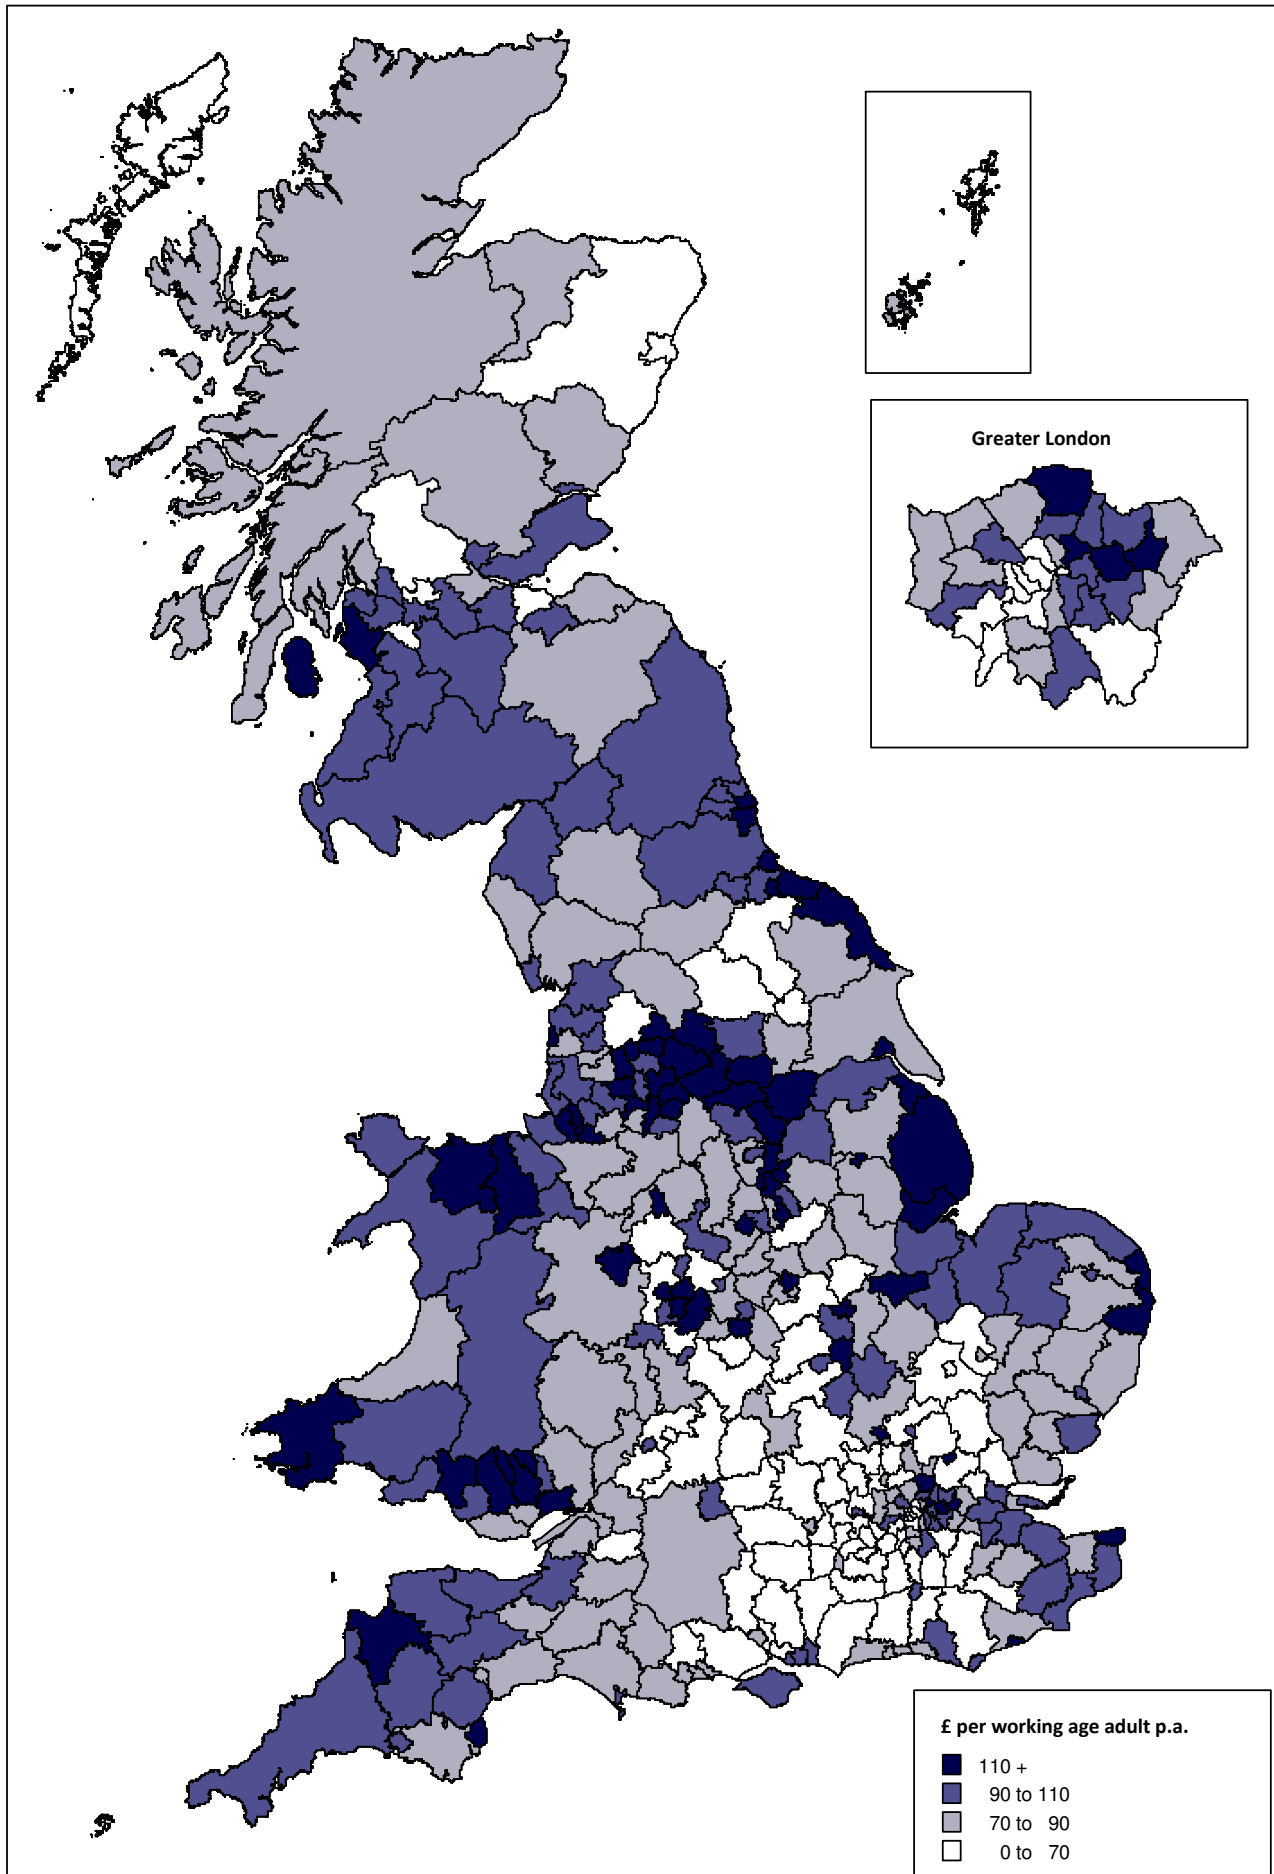 Greater London
£ per working age adult p.a.
110 +
90 to 110
70 to 90
0 to 70